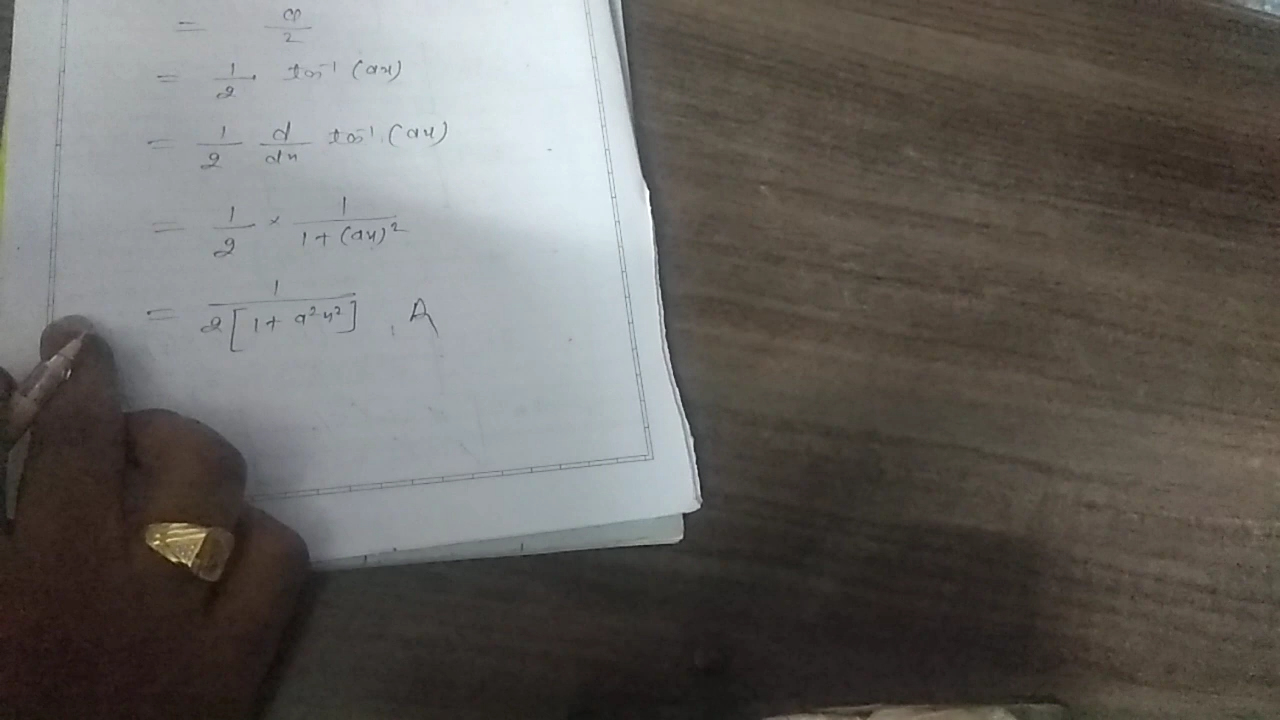 = θ/2
= 1/2 tan⁻¹ (ax)
= 1/2 d/dx tan⁻¹ (ax)
= 1/2 × 1/(1 + (ax)²)
= 1/(2[1 + a²x²])